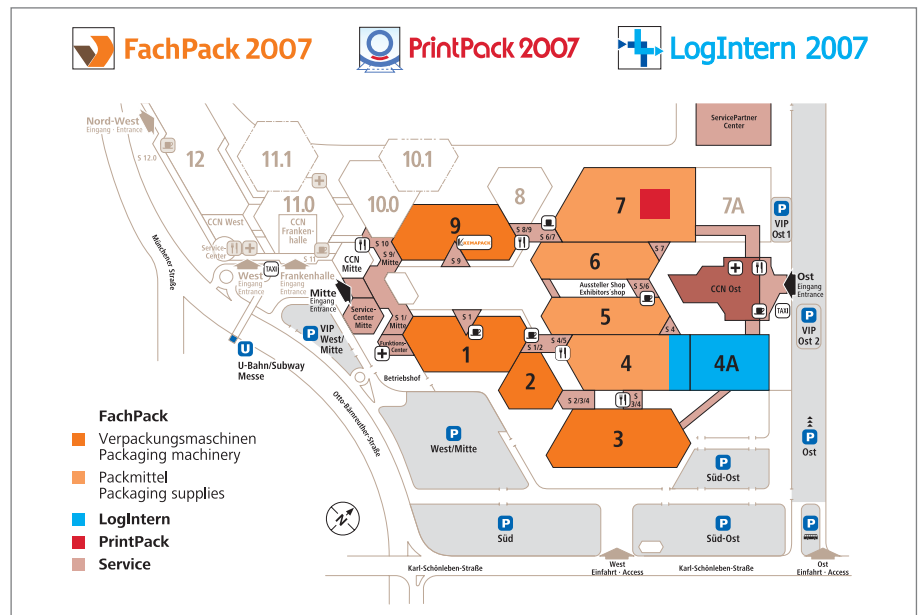 FachPack 2007
PrintPack 2007
LogIntern 2007
Nord-West
Eingang · Entrance
S 12.0
12
11.1
10.1
11.0
10.0
8
7
7A
ServicePartner
Center
P
VIP
Ost 1
CCN West
CCN
Franken-
halle
Service-
Center
S 11
West
Eingang
Entrance
TAXI
Frankenhalle
Eingang
Entrance
CCN
Mitte
S 10
S 9/
Mitte
9
KEMAPACK
S 9
S 8/9
S 6/7
S 7
6
Aussteller Shop
Exhibitors shop
S 5/6
CCN Ost
Ost
Eingang
Entrance
TAXI
Münchener Straße
Mitte
Eingang
Entrance
Service-
Center
Mitte
S 1/
Mitte
Funktions-
Center
S 1
1
S 1/2
S 4/5
5
S 4
4
4A
P
VIP
Ost 2
P
VIP
West/
Mitte
U
U-Bahn/Subway
Messe
Betriebshof
2
S 2/3/4
S
3/4
3
Otto-Bärnreuther-Straße
P
West/Mitte
P
Ost
P
Süd-Ost
P
Süd
P
Süd-Ost
P
N
FachPack
Verpackungsmaschinen
Packaging machinery
Packmittel
Packaging supplies
LogIntern
PrintPack
Service
Karl-Schönleben-Straße
West
Einfahrt · Access
Karl-Schönleben-Straße
Ost
Einfahrt · Access